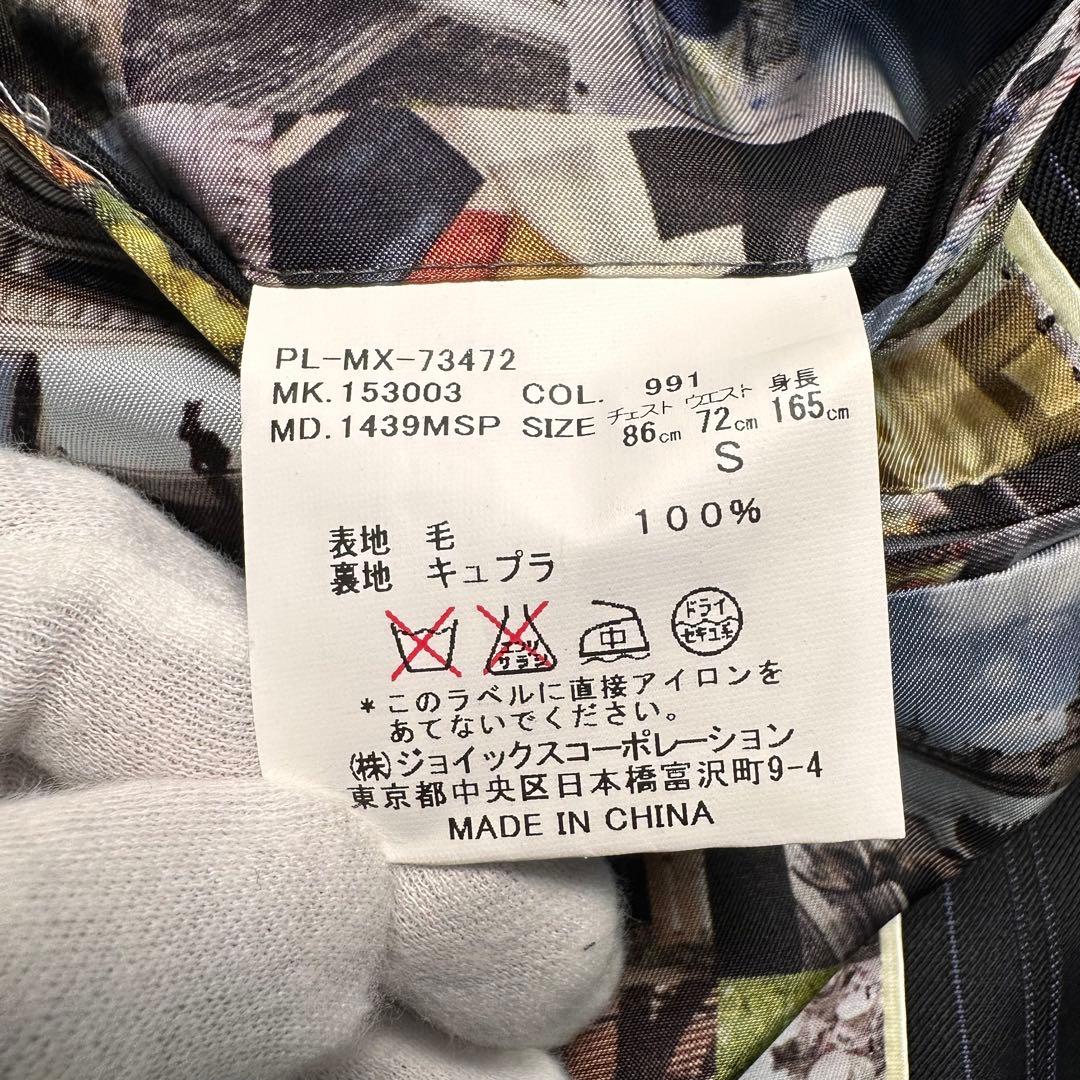 PL-MX-73472
MK.153003 COL. 991
MD.1439MSP SIZE チェスト 86cm ウエスト 72cm 身長 165cm
S
表地 毛 100%
裏地 キュプラ
エンソ サラシ 中 ドライ セキユ系
*このラベルに直接アイロンを
あてないでください。
㈱ジョイックスコーポレーション
東京都中央区日本橋富沢町9-4
MADE IN CHINA